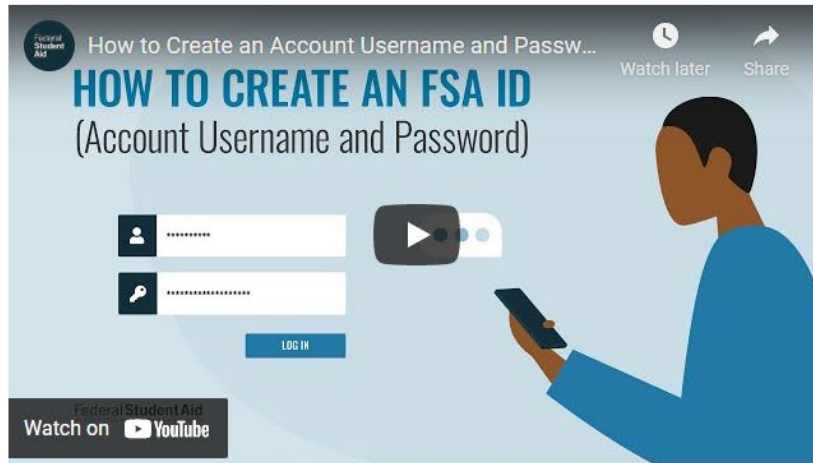 Federal
Student
Aid
How to Create an Account Username and Passw...
Watch later
Share
HOW TO CREATE AN FSA ID
(Account Username and Password)
**********
*******************
LOG IN
Federal Student Aid
Watch on YouTube